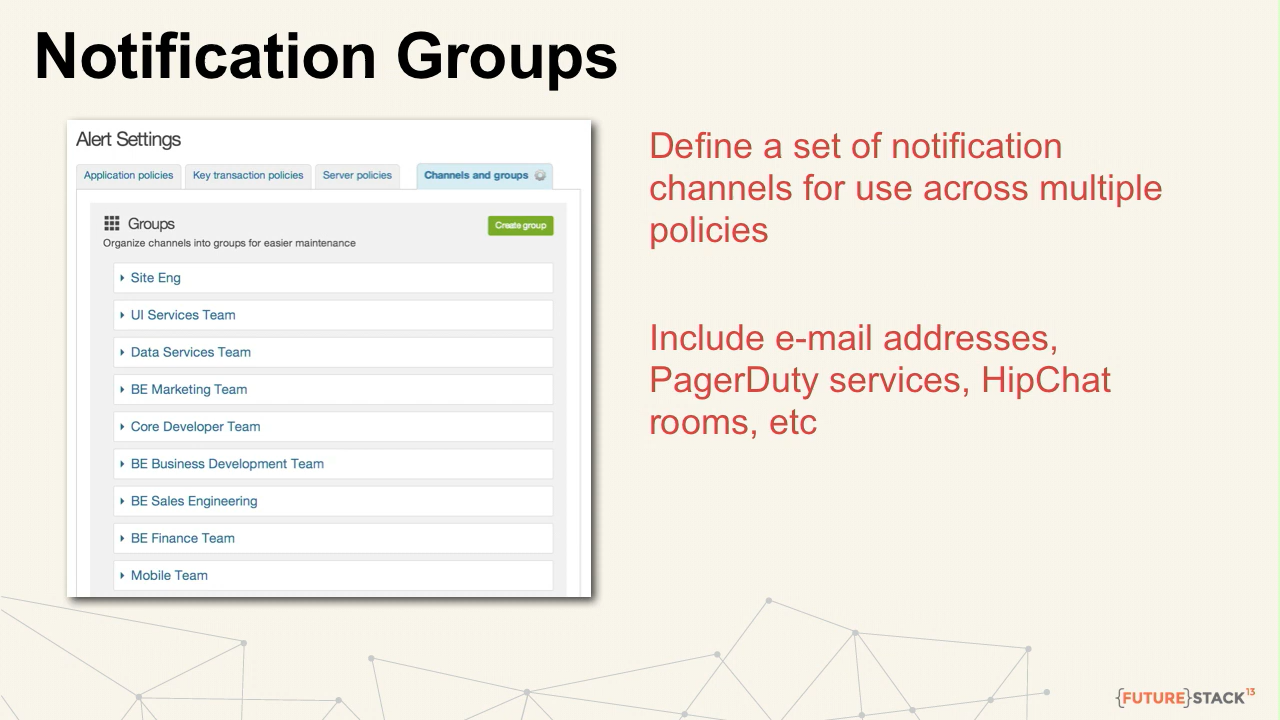 Notification Groups
Alert Settings
Application policies
Key transaction policies
Server policies
Channels and groups
Groups
Create group
Organize channels into groups for easier maintenance
Site Eng
UI Services Team
Data Services Team
BE Marketing Team
Core Developer Team
BE Business Development Team
BE Sales Engineering
BE Finance Team
Mobile Team
Define a set of notification
channels for use across multiple
policies
Include e-mail addresses,
PagerDuty services, HipChat
rooms, etc
{FUTURE}STACK13